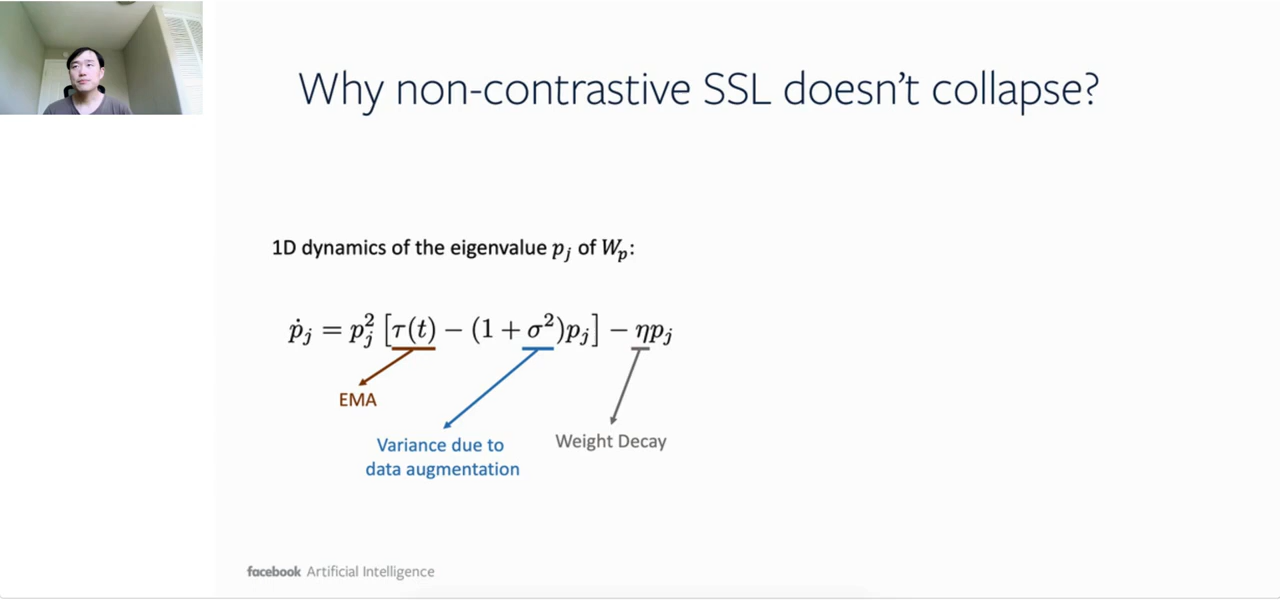 Why non-contrastive SSL doesn't collapse?
1D dynamics of the eigenvalue p_j of W_p:
ṗ_j = p_j^2 [τ(t) − (1 + σ^2)p_j] − ηp_j
EMA
Variance due to
data augmentation
Weight Decay
facebook Artificial Intelligence